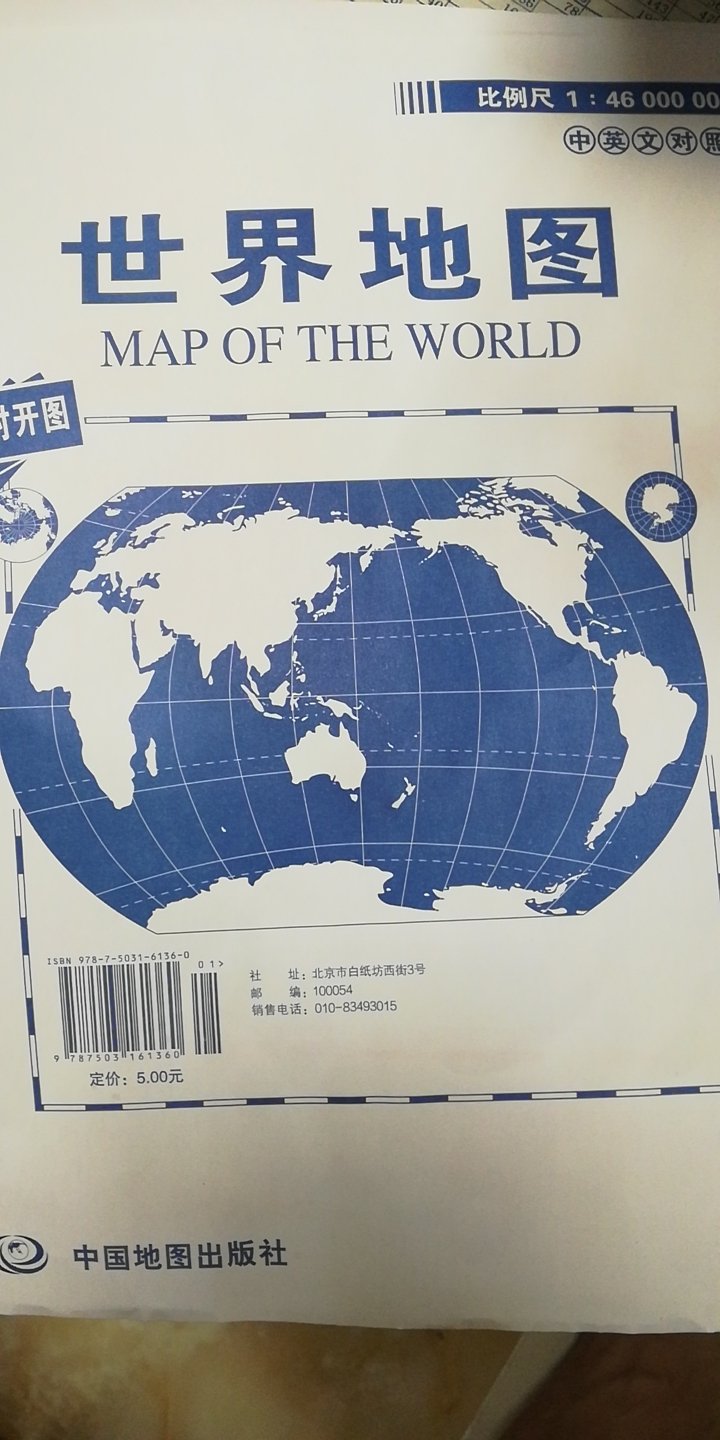 比例尺 1：46 000 00
中英文对照
世界地图
MAP OF THE WORLD
对开图
ISBN 978-7-5031-6136-0
01>
9 787503 161360
定价：5.00元
社 址：北京市白纸坊西街3号
邮 编：100054
销售电话：010-83493015
中国地图出版社